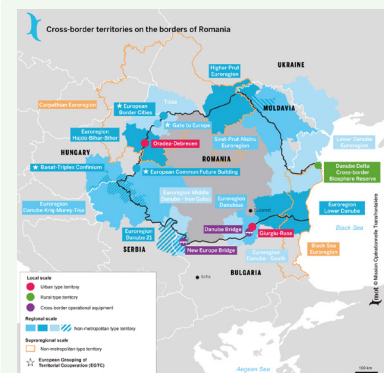 Cross-border territories on the borders of Romania
UKRAINE
Higher Prut
Euroregion
MOLDAVIA
Carpathian Euroregion
European
Border Cities
Tisza
Gate to Europe
Euroregion
Hajdú-Bihar-Bihor
Oradea-Debrecen
Siret-Prut-Nistru
Euroregion
Lower Danube
Euroregion
HUNGARY
ROMANIA
Banat-Triplex Confinium
European Common Future Building
Danube Delta
Cross-border
Biosphere Reserve
Euroregion Middle
Danube - Iron Gates
Euroregion
Danubius
Euroregion
Danube-Kriş-Mureş-Tisa
Euroregion
Lower Danube
Euroregion
Danube 21
Danube Bridge
Giurgiu-Ruse
Black Sea
New Europe Bridge
Black Sea
Euroregion
SERBIA
Euroregion
Danube - South
BULGARIA
Sofia
Local scale
Urban type territory
Rural type territory
Cross-border operational equipment
Regional scale
Non-metropolitan type territory
Supraregional scale
Non-metropolitan type territory
European Grouping of
Territorial Cooperation (EGTC)
Aegean Sea
100 km
mot © Mission Opérationnelle Transfrontalière